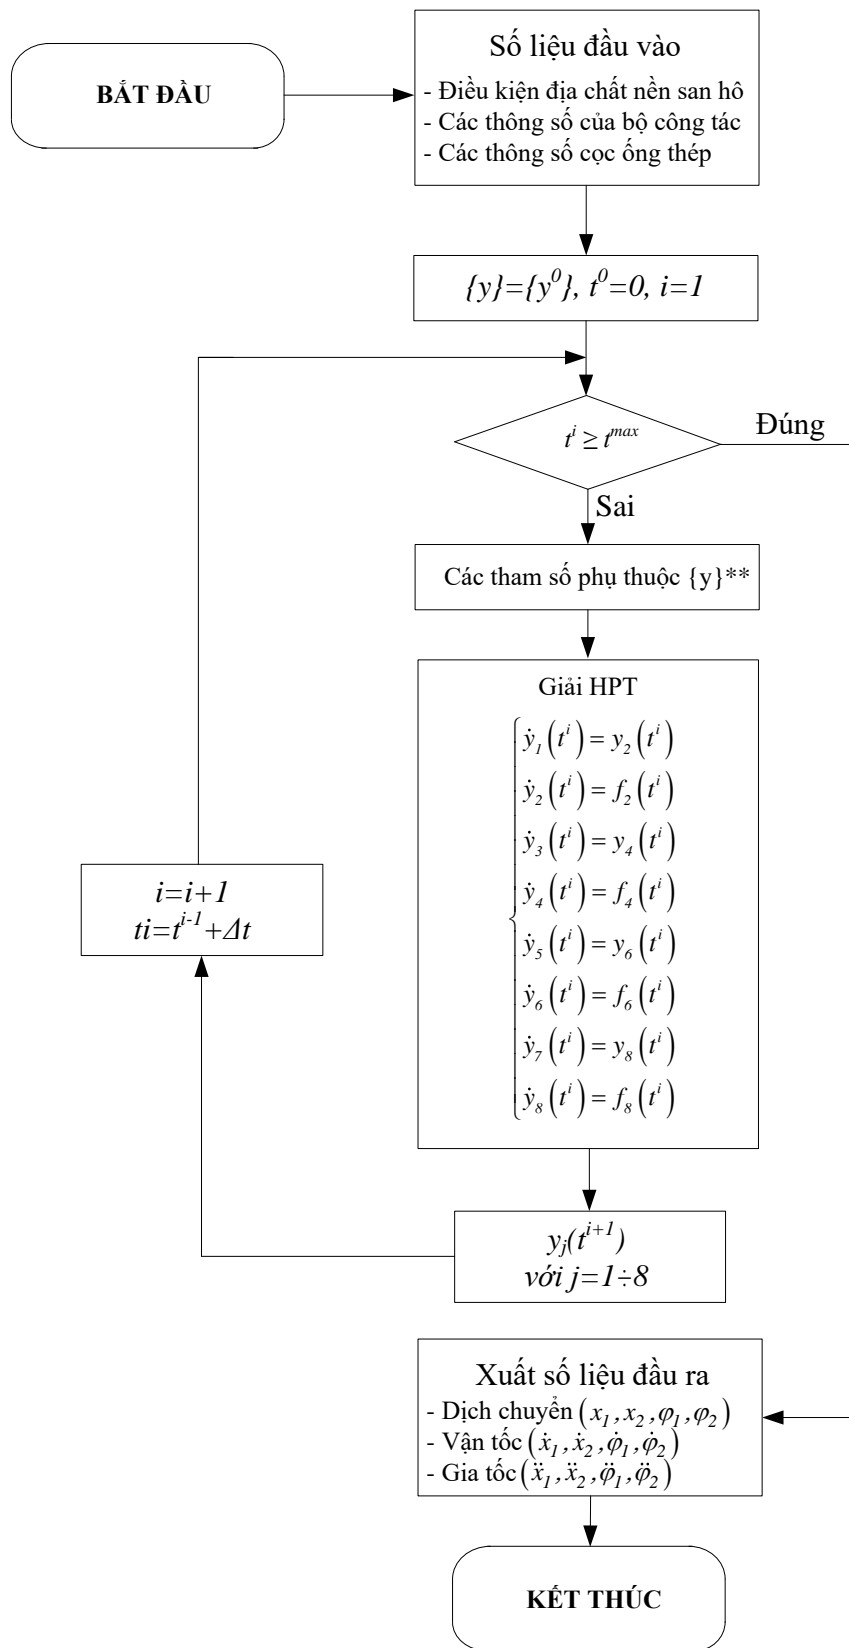 BẮT ĐẦU
Số liệu đầu vào
- Điều kiện địa chất nền san hô
- Các thông số của bộ công tác
- Các thông số cọc ống thép
{y}={y⁰}, t⁰=0, i=1
tⁱ ≥ tᵐᵃˣ
Đúng
Sai
Các tham số phụ thuộc {y}**
Giải HPT
ẏ₁(tⁱ) = y₂(tⁱ)
ẏ₂(tⁱ) = f₂(tⁱ)
ẏ₃(tⁱ) = y₄(tⁱ)
ẏ₄(tⁱ) = f₄(tⁱ)
ẏ₅(tⁱ) = y₆(tⁱ)
ẏ₆(tⁱ) = f₆(tⁱ)
ẏ₇(tⁱ) = y₈(tⁱ)
ẏ₈(tⁱ) = f₈(tⁱ)
i=i+1
ti=tⁱ⁻¹+Δt
yⱼ(tⁱ⁺¹)
với j=1÷8
Xuất số liệu đầu ra
- Dịch chuyển (x₁, x₂, φ₁, φ₂)
- Vận tốc (ẋ₁, ẋ₂, φ̇₁, φ̇₂)
- Gia tốc (ẍ₁, ẍ₂, φ̈₁, φ̈₂)
KẾT THÚC